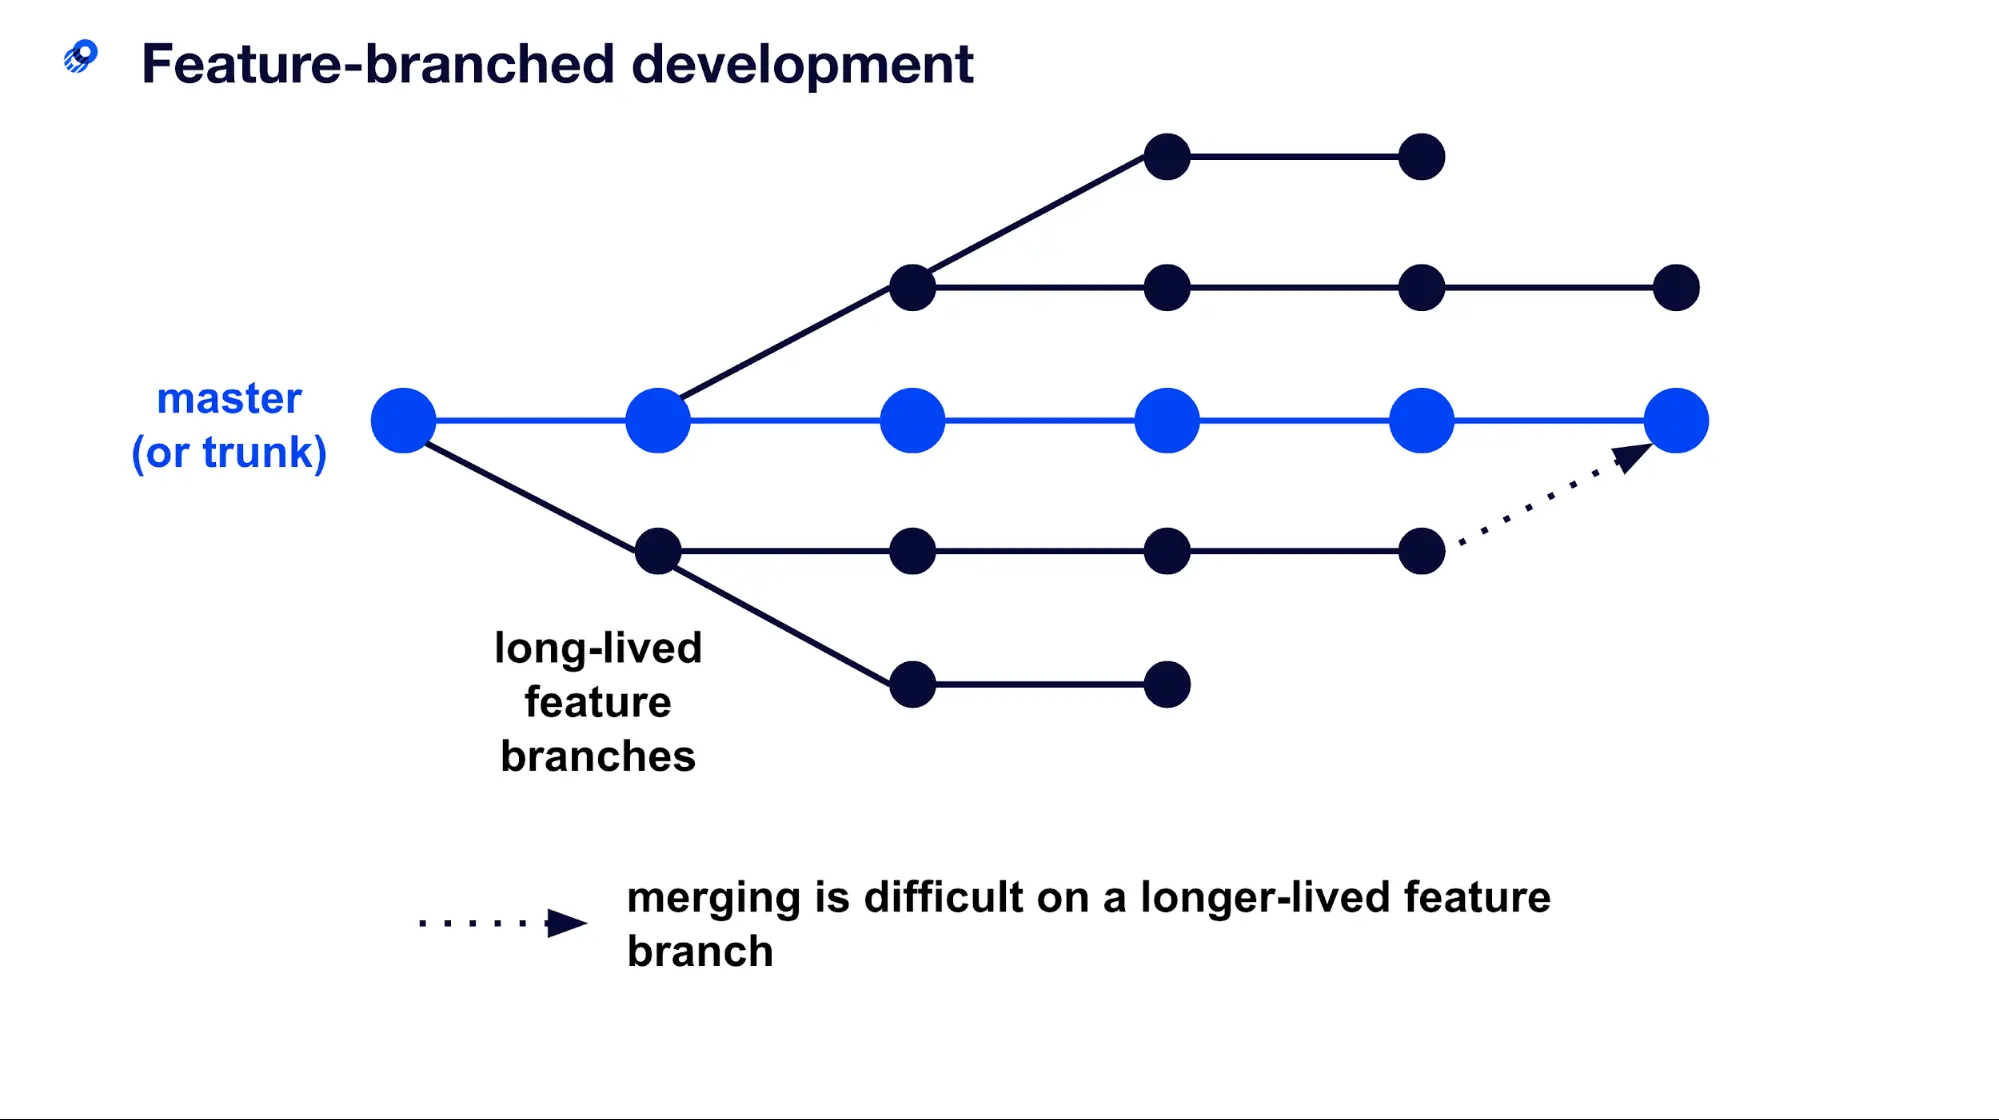 Feature-branched development
master
(or trunk)
long-lived
feature
branches
merging is difficult on a longer-lived feature
branch